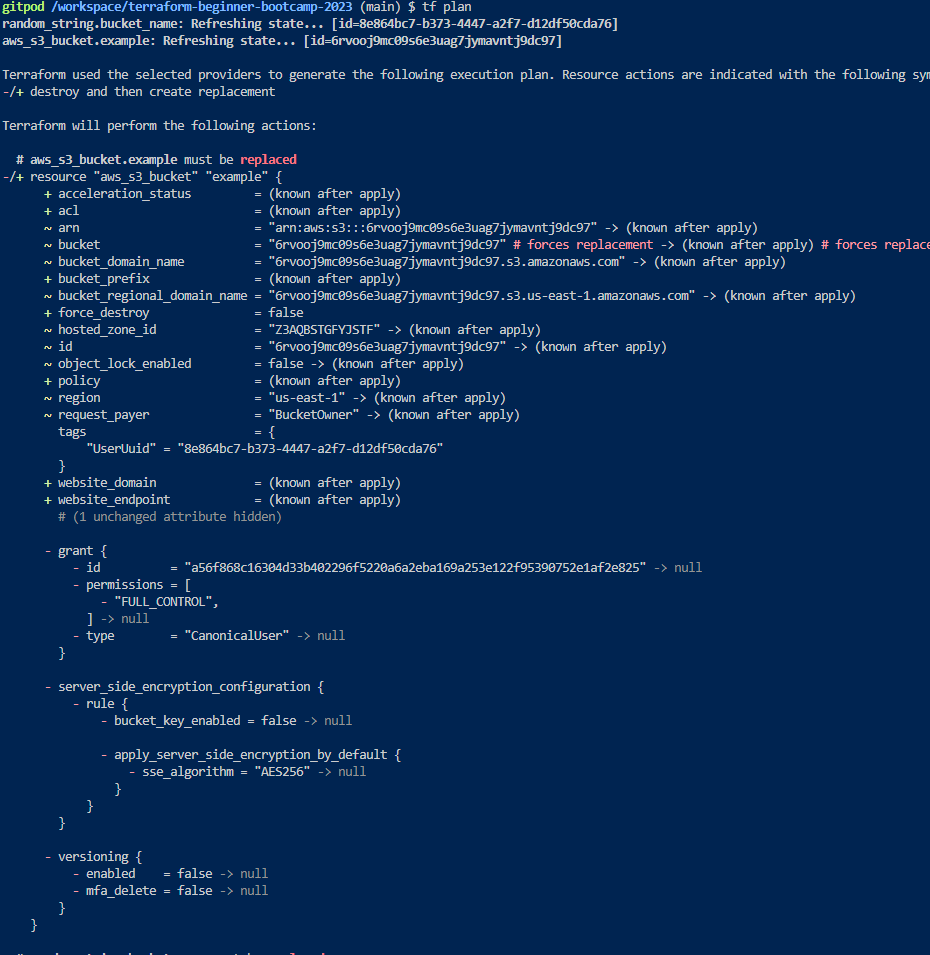 gitpod /workspace/terraform-beginner-bootcamp-2023 (main) $ tf plan
random_string.bucket_name: Refreshing state... [id=8e864bc7-b373-4447-a2f7-d12df50cda76]
aws_s3_bucket.example: Refreshing state... [id=6rvooj9mc09s6e3uag7jymavntj9dc97]
Terraform used the selected providers to generate the following execution plan. Resource actions are indicated with the following sym
-/+ destroy and then create replacement
Terraform will perform the following actions:
# aws_s3_bucket.example must be replaced
-/+ resource "aws_s3_bucket" "example" {
+ acceleration_status = (known after apply)
+ acl = (known after apply)
~ arn = "arn:aws:s3:::6rvooj9mc09s6e3uag7jymavntj9dc97" -> (known after apply)
~ bucket = "6rvooj9mc09s6e3uag7jymavntj9dc97" # forces replacement -> (known after apply) # forces replace
~ bucket_domain_name = "6rvooj9mc09s6e3uag7jymavntj9dc97.s3.amazonaws.com" -> (known after apply)
+ bucket_prefix = (known after apply)
~ bucket_regional_domain_name = "6rvooj9mc09s6e3uag7jymavntj9dc97.s3.us-east-1.amazonaws.com" -> (known after apply)
+ force_destroy = false
~ hosted_zone_id = "Z3AQBSTGFYJSTF" -> (known after apply)
~ id = "6rvooj9mc09s6e3uag7jymavntj9dc97" -> (known after apply)
~ object_lock_enabled = false -> (known after apply)
+ policy = (known after apply)
~ region = "us-east-1" -> (known after apply)
~ request_payer = "BucketOwner" -> (known after apply)
tags = {
"UserUuid" = "8e864bc7-b373-4447-a2f7-d12df50cda76"
}
+ website_domain = (known after apply)
+ website_endpoint = (known after apply)
# (1 unchanged attribute hidden)
- grant {
- id = "a56f868c16304d33b402296f5220a6a2eba169a253e122f95390752e1af2e825" -> null
- permissions = [
- "FULL_CONTROL",
] -> null
- type = "CanonicalUser" -> null
}
- server_side_encryption_configuration {
- rule {
- bucket_key_enabled = false -> null
- apply_server_side_encryption_by_default {
- sse_algorithm = "AES256" -> null
}
}
}
- versioning {
- enabled = false -> null
- mfa_delete = false -> null
}
}